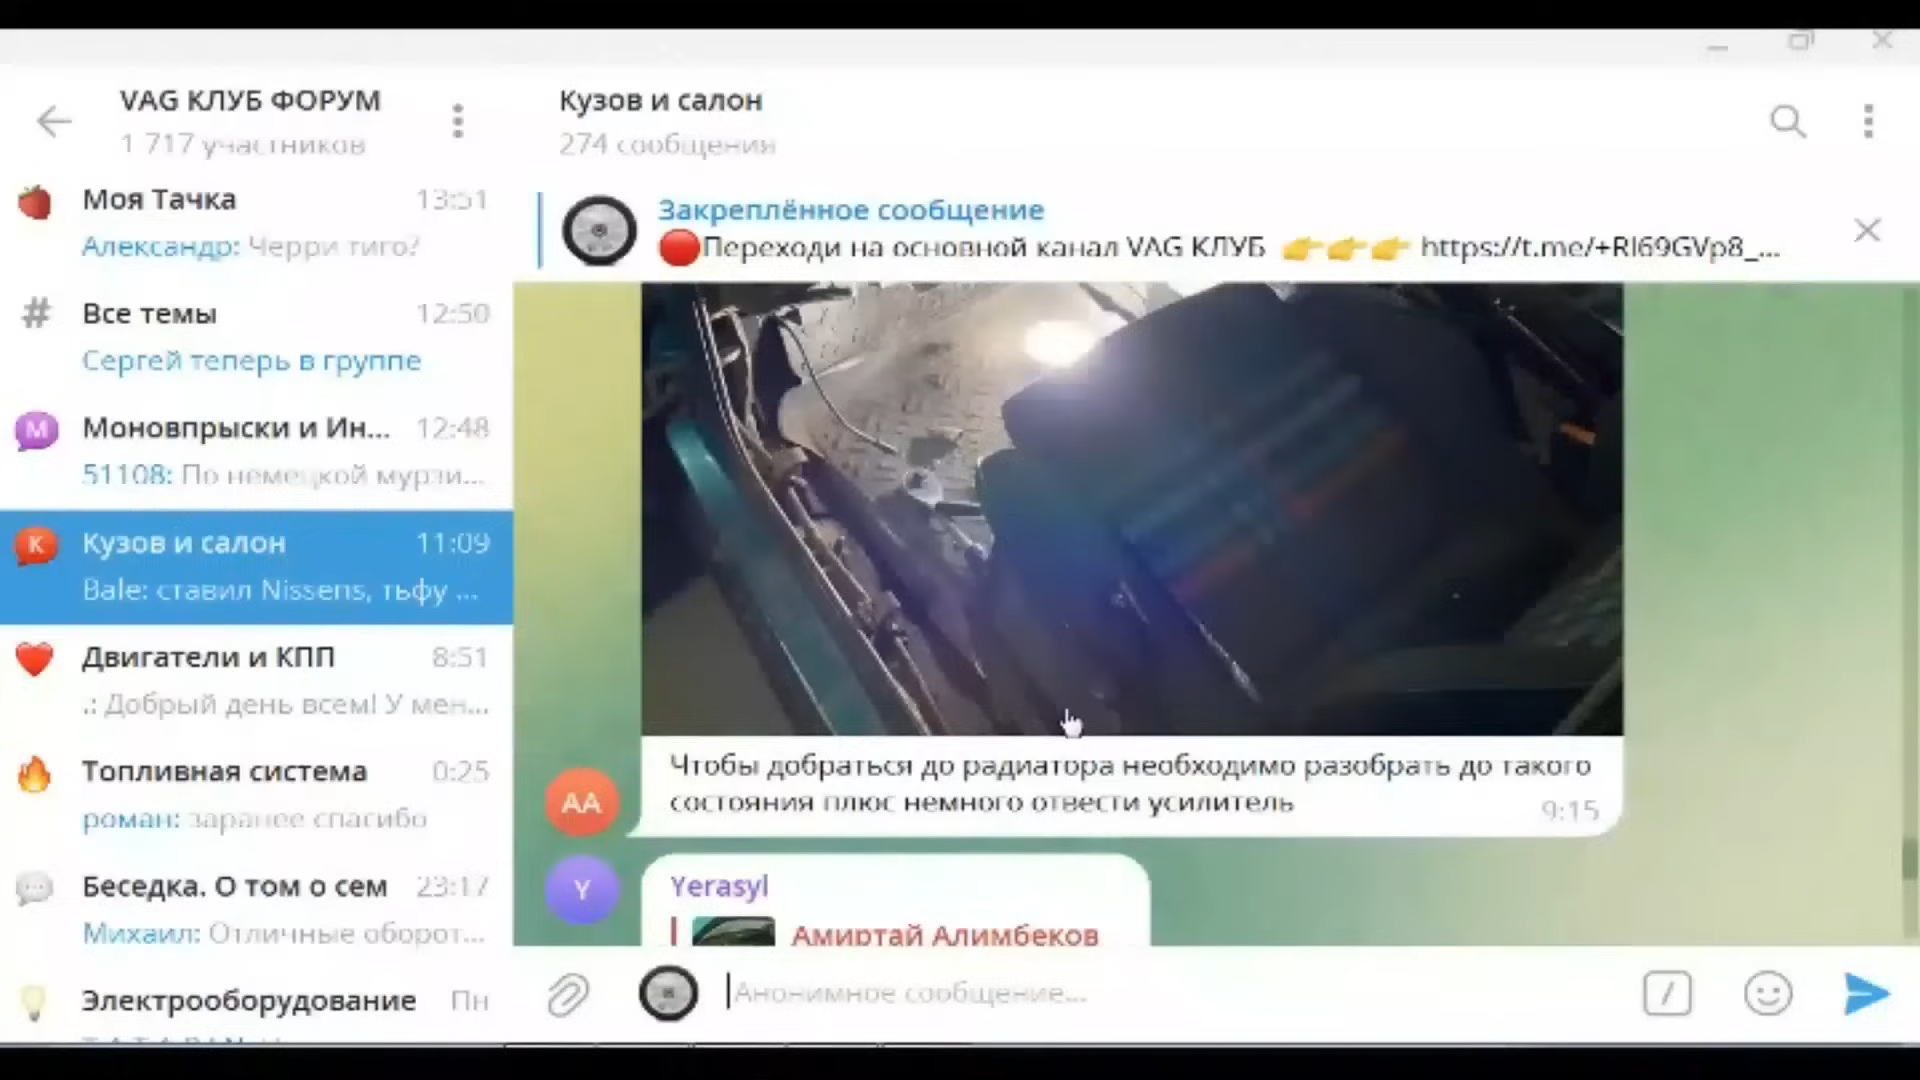 VAG КЛУБ ФОРУМ
1 717 участников
Моя Тачка 13:51
Александр: Черри тиго?
# Все темы 12:50
Сергей теперь в группе
М Моновпрыски и Ин... 12:48
51108: По немецкой мурзи...
К Кузов и салон 11:09
Bale: ставил Nissens, тьфу ...
Двигатели и КПП 8:51
.: Добрый день всем! У мен...
Топливная система 0:25
роман: заранее спасибо
Беседка. О том о сем 23:17
Михаил: Отличные оборот...
Электрооборудование Пн
Кузов и салон
274 сообщения
Закреплённое сообщение
Переходи на основной канал VAG КЛУБ https://t.me/+RI69GVp8_...
Чтобы добраться до радиатора необходимо разобрать до такого
состояния плюс немного отвести усилитель
9:15
АА
Y
Yerasyl
Амиртай Алимбеков
Анонимное сообщение...